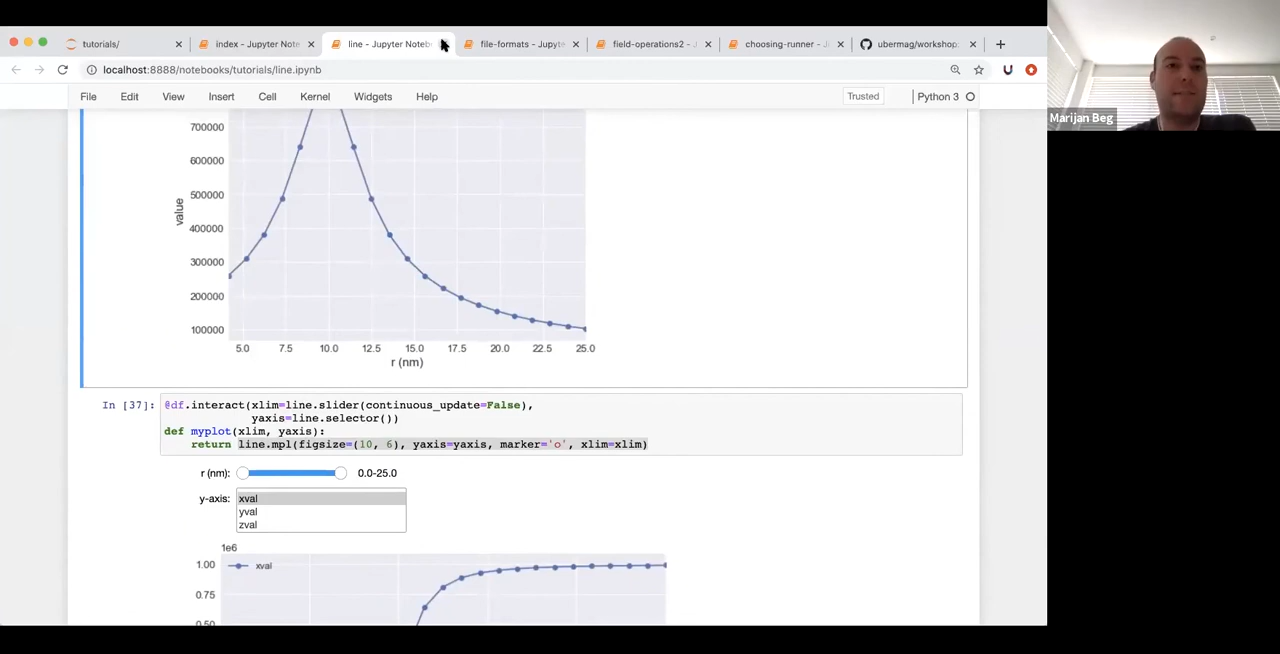 tutorials/
index - Jupyter Note
line - Jupyter Noteb
file-formats - Jupyte
field-operations2 - J
choosing-runner - Ji
ubermag/workshop:
localhost:8888/notebooks/tutorials/line.ipynb
File Edit View Insert Cell Kernel Widgets Help
Trusted
Python 3
Marijan Beg
700000
600000
500000
400000
300000
200000
100000
value
5.0 7.5 10.0 12.5 15.0 17.5 20.0 22.5 25.0
r (nm)
In [37]: @df.interact(xlim=line.slider(continuous_update=False),
yaxis=line.selector())
def myplot(xlim, yaxis):
return line.mpl(figsize=(10, 6), yaxis=yaxis, marker='o', xlim=xlim)
r (nm): 0.0-25.0
y-axis: xval
yval
zval
1e6
1.00
xval
0.75
0.50